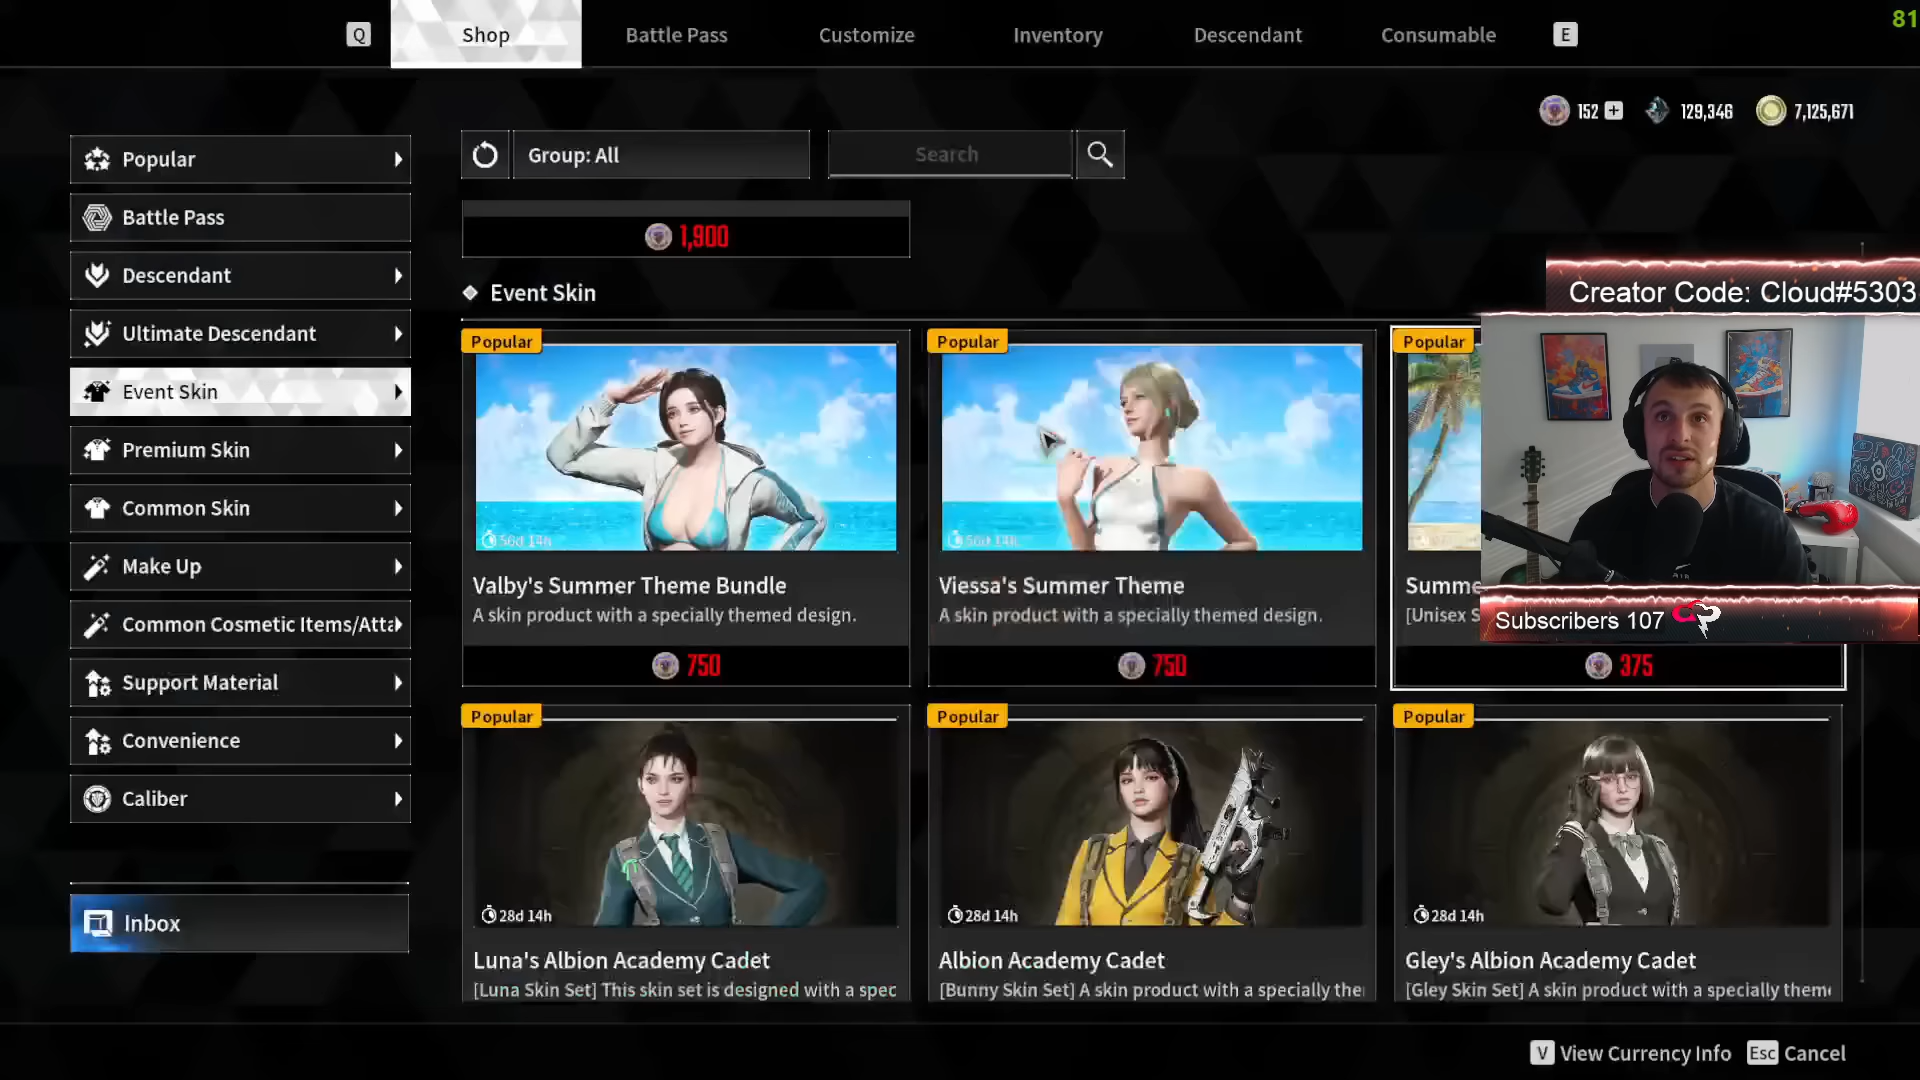 Q
Shop
Battle Pass
Customize
Inventory
Descendant
Consumable
E
81
152
129,346
7,125,671
Popular
Battle Pass
Descendant
Ultimate Descendant
Event Skin
Premium Skin
Common Skin
Make Up
Common Cosmetic Items/Atta
Support Material
Convenience
Caliber
Inbox
Group: All
Search
1,900
Event Skin
Popular
56d 14h
Valby's Summer Theme Bundle
A skin product with a specially themed design.
750
Popular
56d 14h
Viessa's Summer Theme
A skin product with a specially themed design.
750
Popular
Summe
[Unisex S
375
Creator Code: Cloud#5303
Subscribers 107
Popular
28d 14h
Luna's Albion Academy Cadet
[Luna Skin Set] This skin set is designed with a spec
Popular
28d 14h
Albion Academy Cadet
[Bunny Skin Set] A skin product with a specially the
Popular
28d 14h
Gley's Albion Academy Cadet
[Gley Skin Set] A skin product with a specially theme
V View Currency Info
Esc Cancel